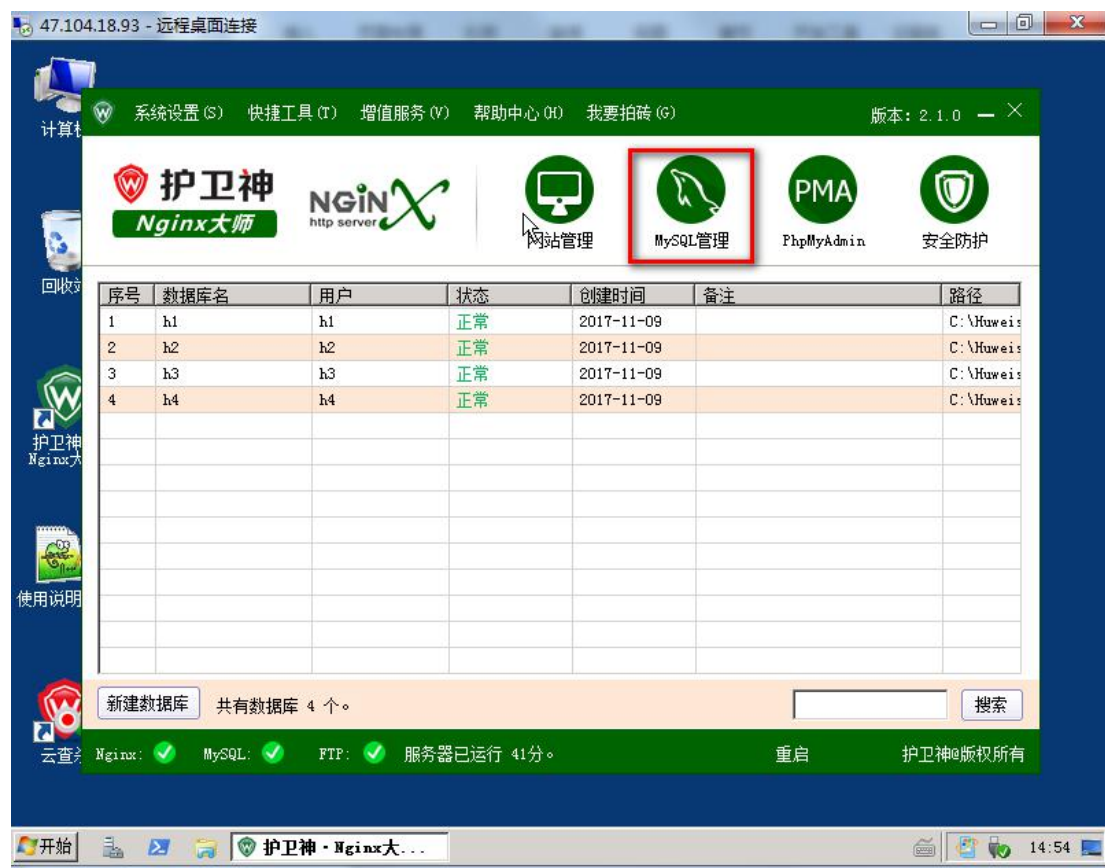 47.104.18.93 - 远程桌面连接
系统设置(S) 快捷工具(T) 增值服务(V) 帮助中心(H) 我要拍砖(G) 版本: 2.1.0
计算机
护卫神
Nginx大师
NGiNX
http server
网站管理 MySQL管理 PhpMyAdmin 安全防护
PMA
回收站
序号 数据库名 用户 状态 创建时间 备注 路径
1 h1 h1 正常 2017-11-09 C:\Huweis
2 h2 h2 正常 2017-11-09 C:\Huweis
3 h3 h3 正常 2017-11-09 C:\Huweis
4 h4 h4 正常 2017-11-09 C:\Huweis
护卫神
Nginx大
使用说明
新建数据库 共有数据库 4 个。 搜索
云查杀
Nginx: MySQL: FTP: 服务器已运行 41分。 重启 护卫神@版权所有
开始 护卫神·Nginx大... 14:54